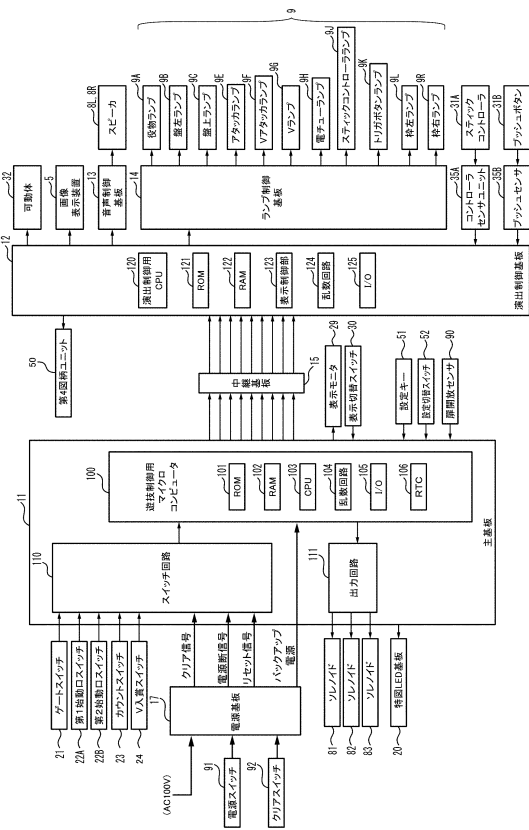 9
32
可動体
5
画像
表示装置
8L, 8R
スピーカ
13
音声制御
基板
9A
役物ランプ
9B
盤左ランプ
9C
盤上ランプ
9E
アタッカランプ
9F
Vアタッカランプ
9G
Vランプ
9H
電チューランプ
9J
スティックコントローラランプ
9K
トリガボタンランプ
9L
枠左ランプ
9R
枠右ランプ
14
ランプ制御
基板
31A
スティック
コントローラ
35A
コントローラ
センサユニット
31B
プッシュボタン
35B
プッシュセンサ
12
120
演出制御用
CPU
121
ROM
122
RAM
123
表示制御部
124
乱数回路
125
I/O
演出制御基板
50
第4図柄ユニット
15
中継基板
29
表示モニタ
30
表示切替スイッチ
51
設定キー
52
設定切替スイッチ
90
扉開放センサ
11
100
遊技制御用
マイクロ
コンピュータ
101
ROM
102
RAM
103
CPU
104
乱数回路
105
I/O
106
RTC
主基板
110
スイッチ回路
111
出力回路
21
ゲートスイッチ
22A
第1始動口スイッチ
22B
第2始動口スイッチ
23
カウントスイッチ
24
V入賞スイッチ
クリア信号
電源断信号
リセット信号
バックアップ
電源
17
電源基板
(AC100V)
91
電源スイッチ
92
クリアスイッチ
81
ソレノイド
82
ソレノイド
83
ソレノイド
20
特図LED基板